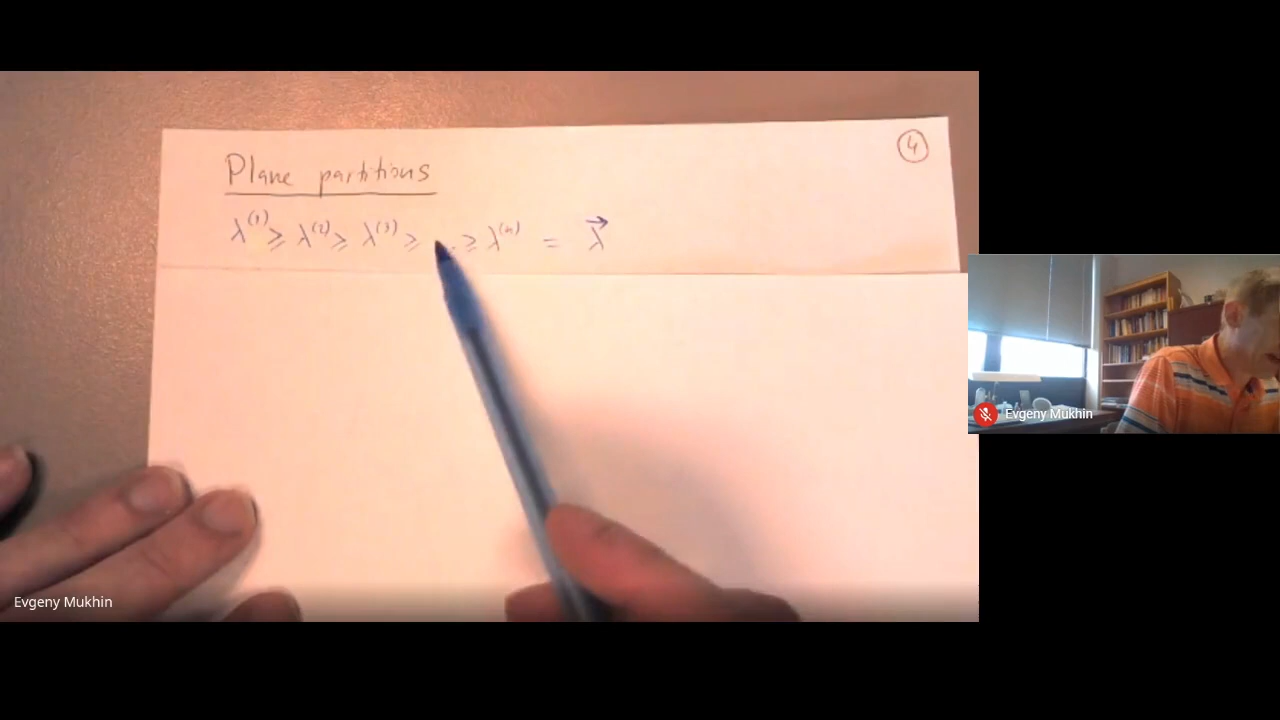 Plane partitions
④
λ⁽¹⁾ ⩾ λ⁽²⁾ ⩾ λ⁽³⁾ ⩾ ... ⩾ λ⁽ⁿ⁾ = λ⃗
Evgeny Mukhin
Evgeny Mukhin